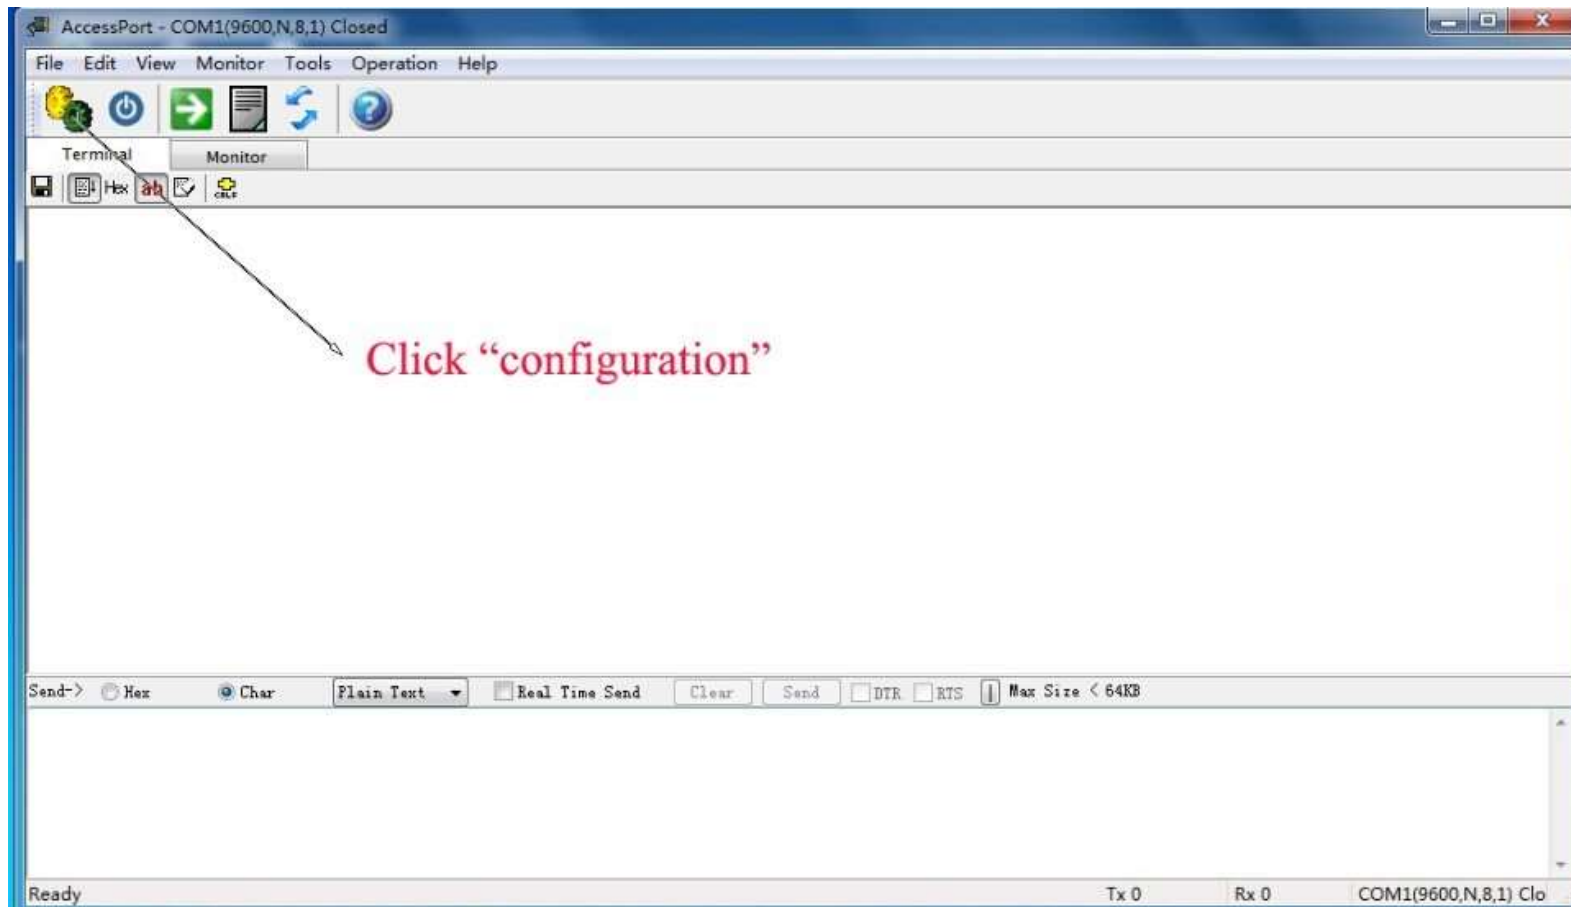 AccessPort - COM1(9600,N,8,1) Closed
File Edit View Monitor Tools Operation Help
Terminal Monitor
Hex ab CRLF
Click “configuration”
Send-> Hex Char Plain Text Real Time Send Clear Send DTR RTS Max Size < 64KB
Ready Tx 0 Rx 0 COM1(9600,N,8,1) Clo